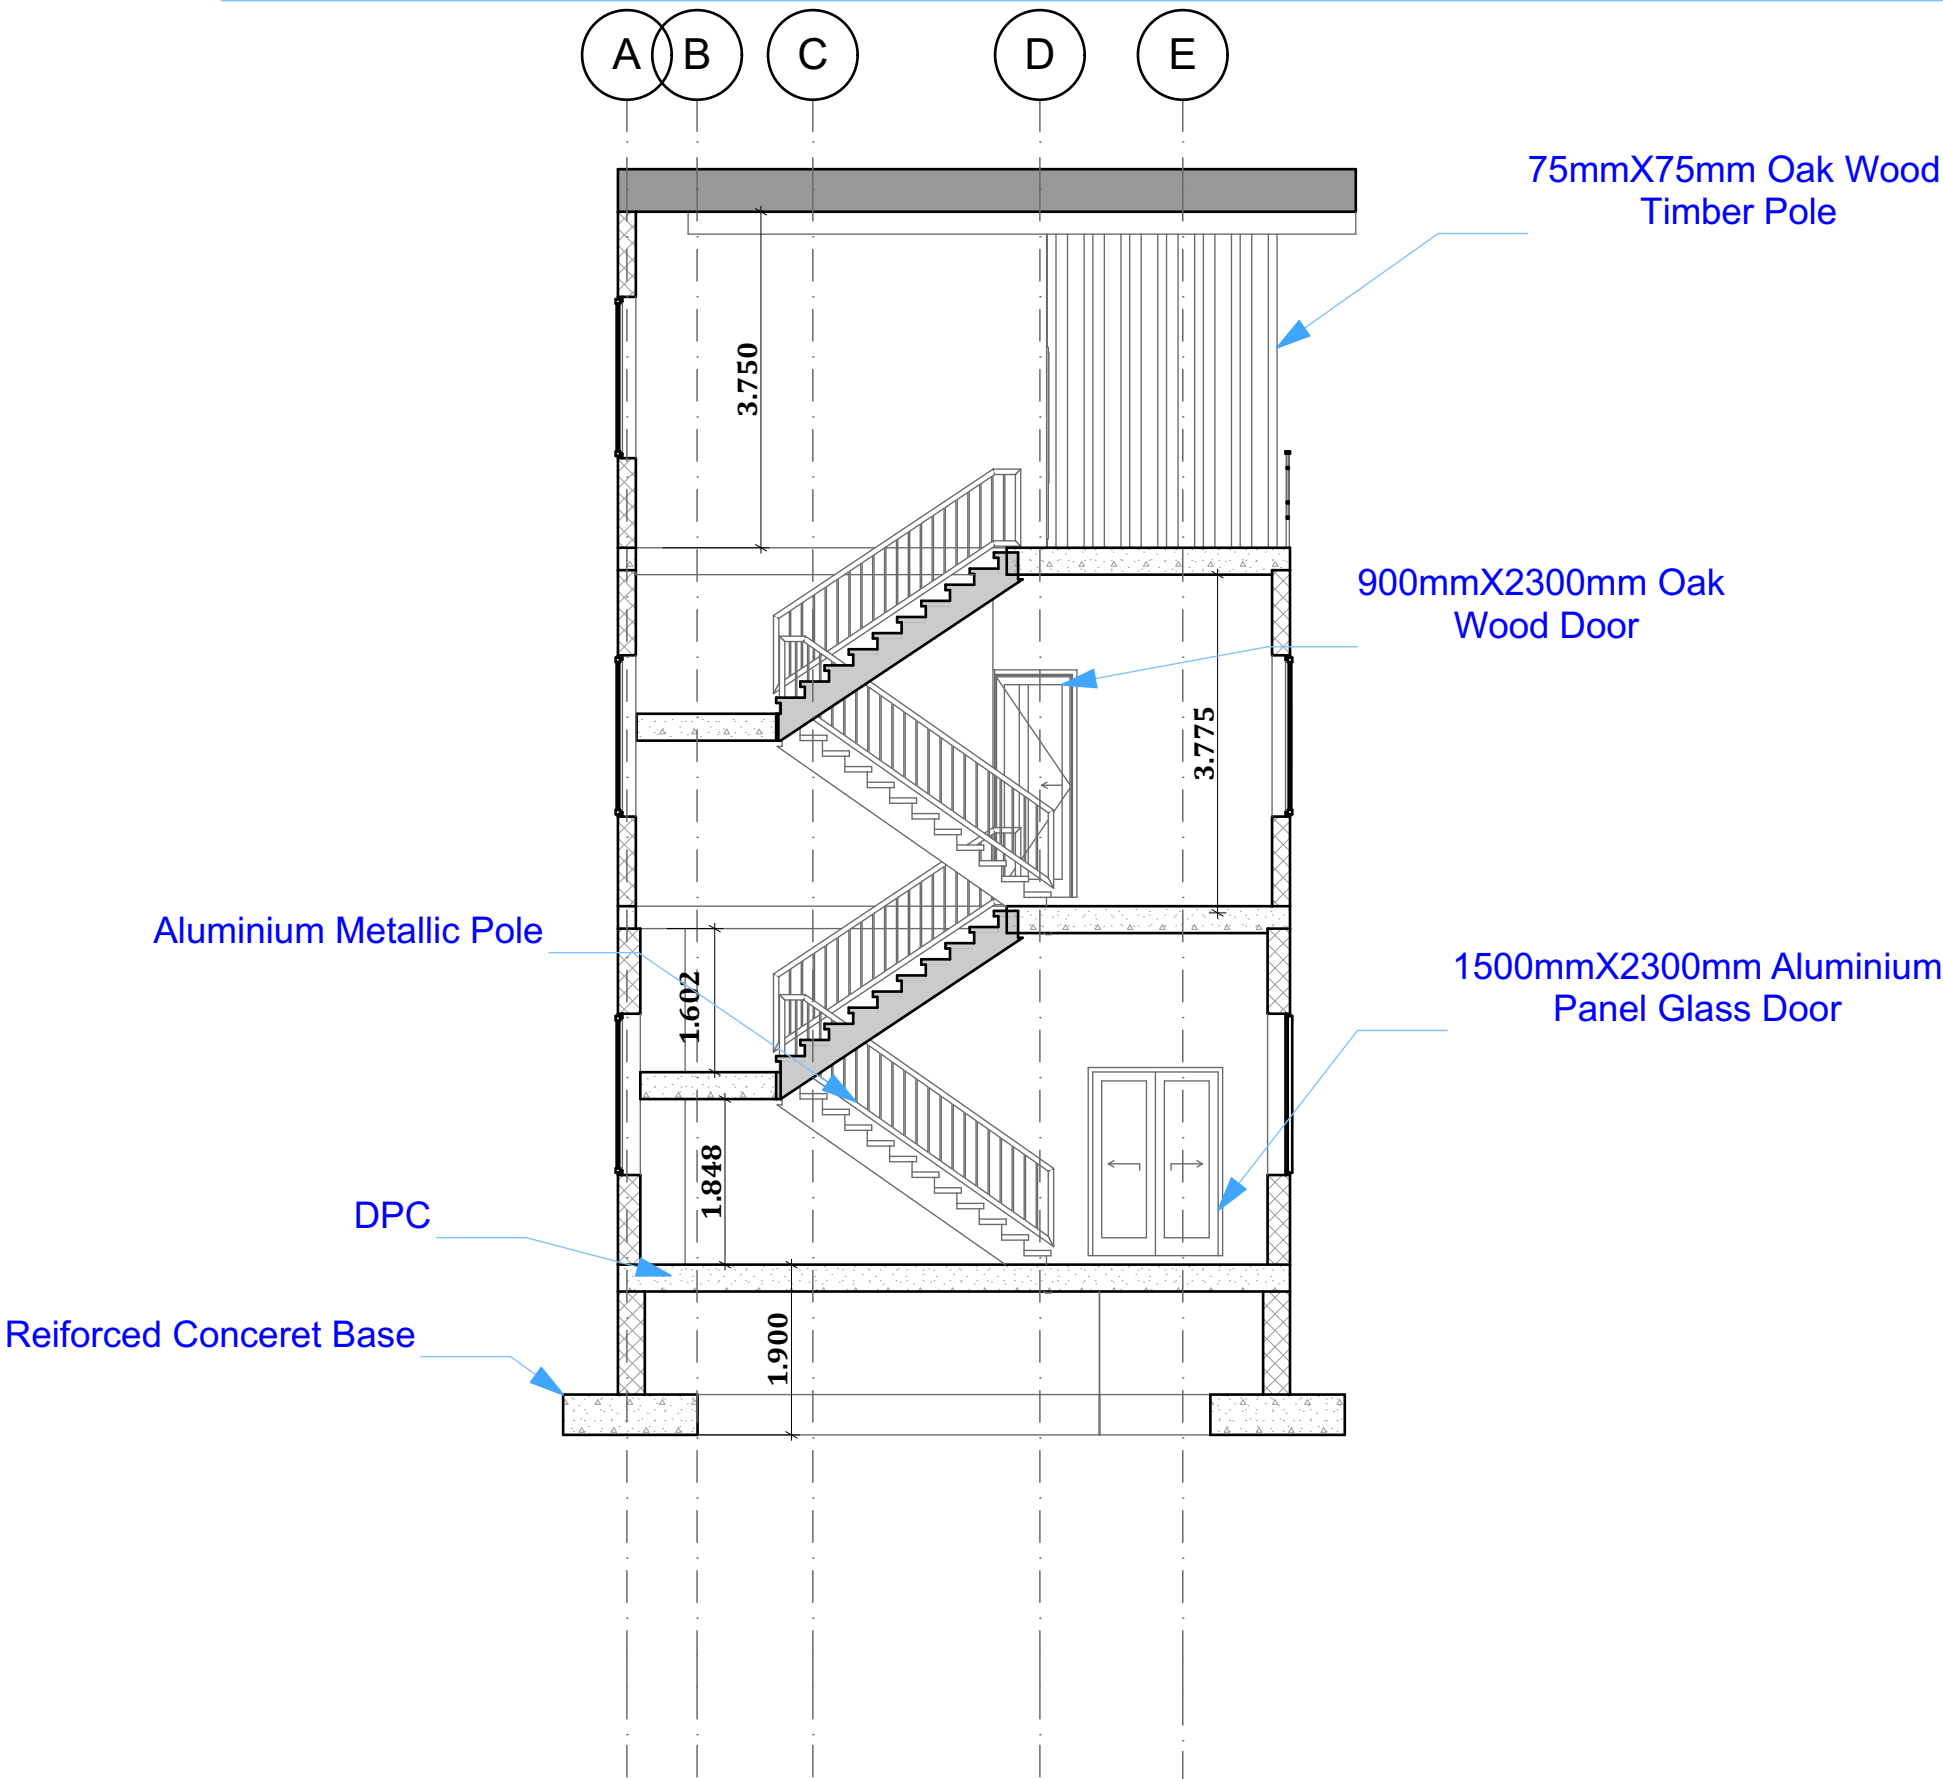 A B C D E
75mmX75mm Oak Wood
Timber Pole
3.750
900mmX2300mm Oak
Wood Door
3.775
Aluminium Metallic Pole
1.602
1500mmX2300mm Aluminium
Panel Glass Door
1.848
DPC
Reiforced Conceret Base
1.900